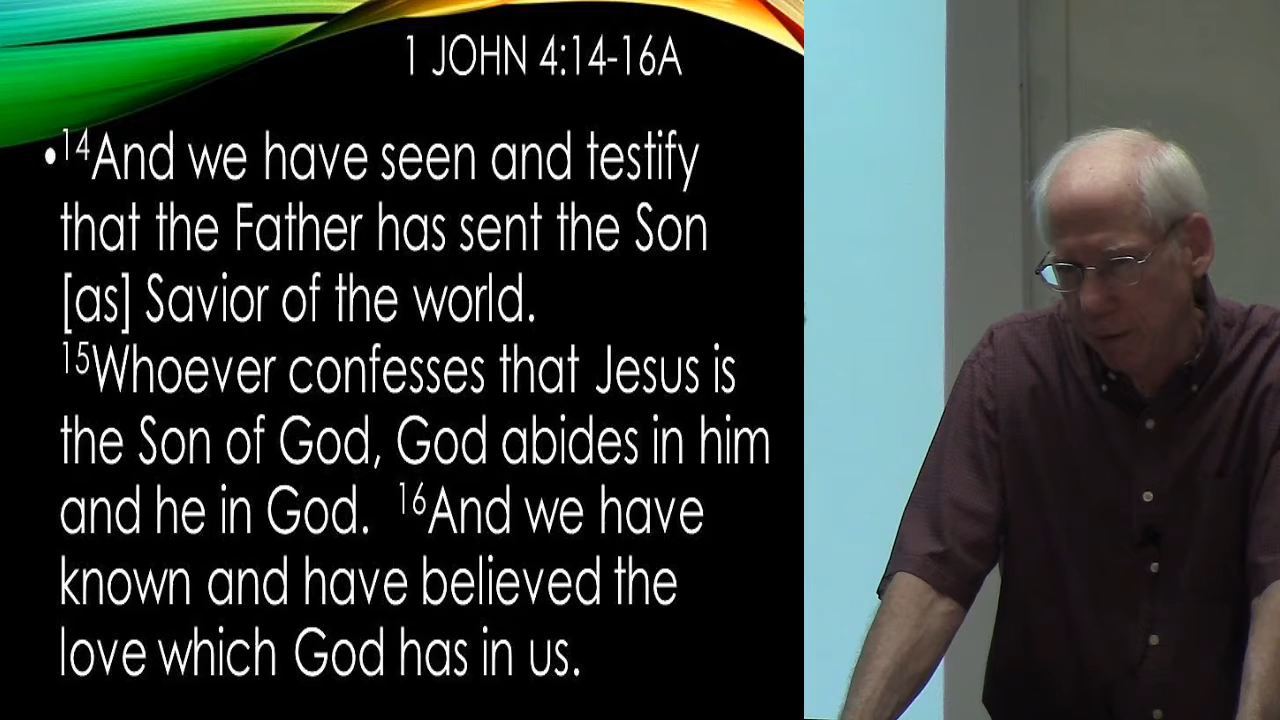 1 JOHN 4:14-16A
•14And we have seen and testify
that the Father has sent the Son
[as] Savior of the world.
15Whoever confesses that Jesus is
the Son of God, God abides in him
and he in God. 16And we have
known and have believed the
love which God has in us.